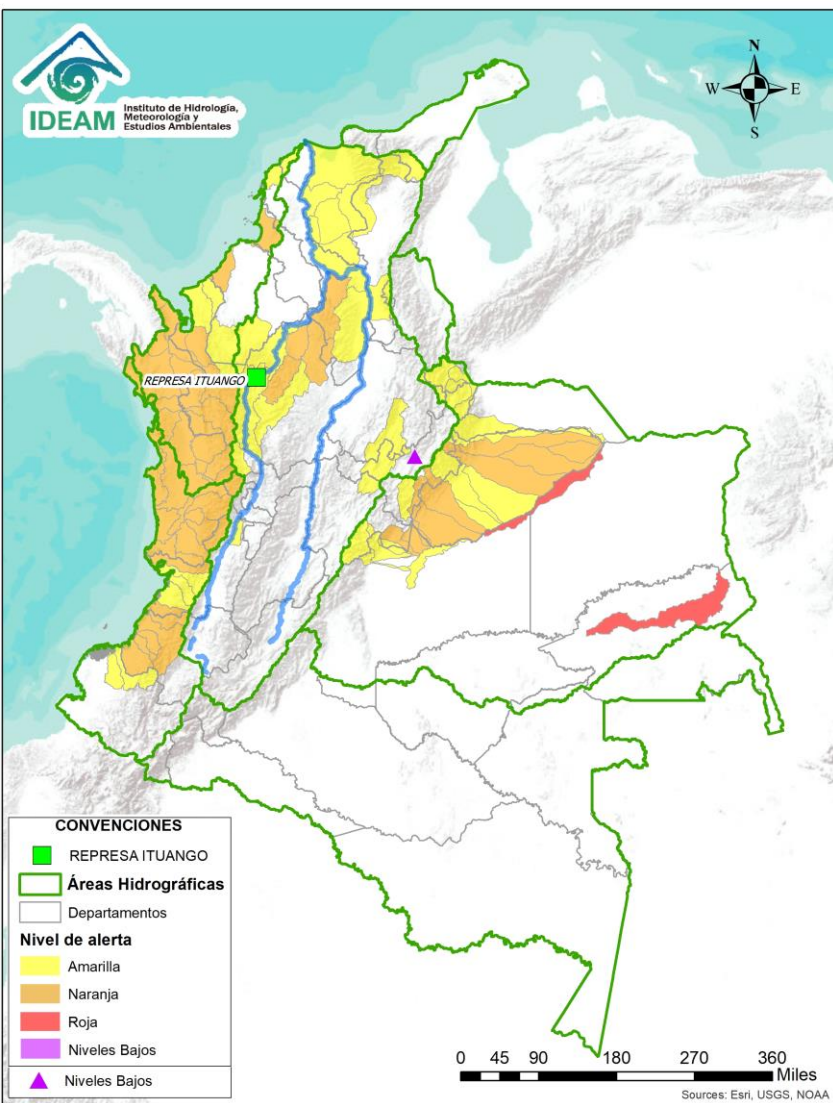 IDEAM
Instituto de Hidrología,
Meteorología y
Estudios Ambientales
N
W
E
S
REPRESA ITUANGO
CONVENCIONES
REPRESA ITUANGO
Áreas Hidrográficas
Departamentos
Nivel de alerta
Amarilla
Naranja
Roja
Niveles Bajos
Niveles Bajos
0 45 90 180 270 360
Miles
Sources: Esri, USGS, NOAA